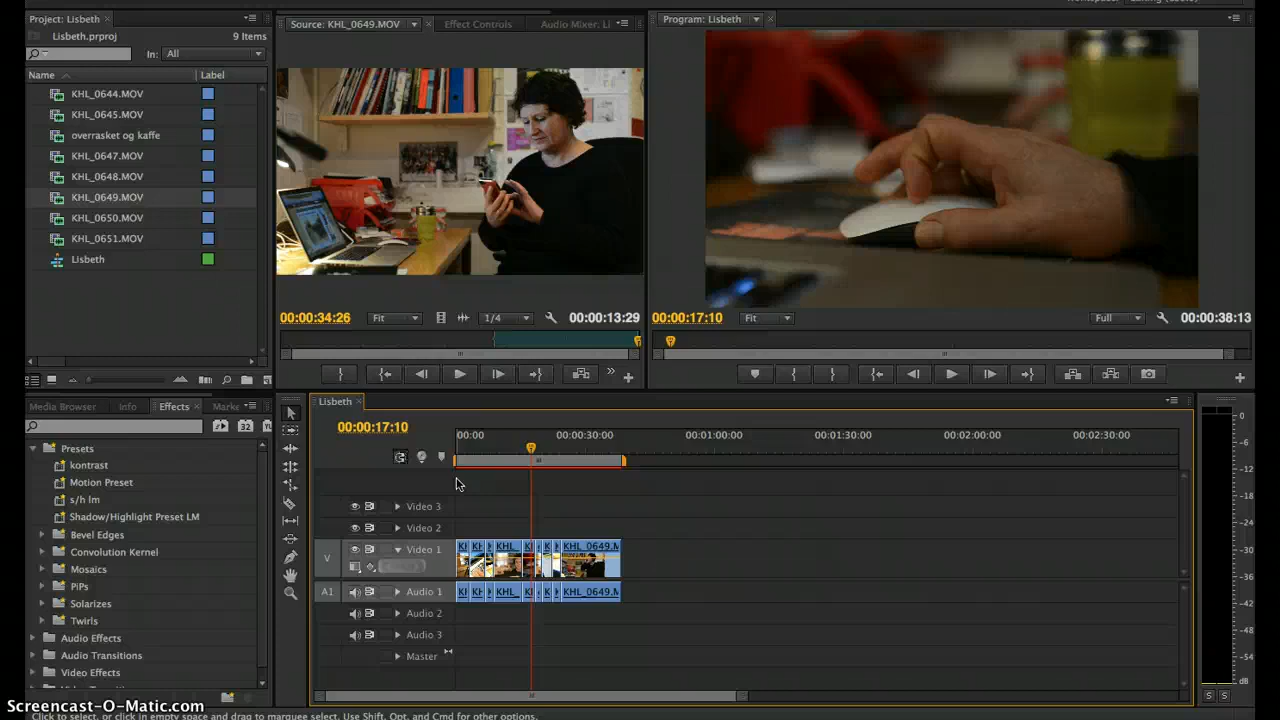 Project: Lisbeth
Lisbeth.prproj
9 Items
In: All
Name
Label
KHL_0644.MOV
KHL_0645.MOV
overrasket og kaffe
KHL_0647.MOV
KHL_0648.MOV
KHL_0649.MOV
KHL_0650.MOV
KHL_0651.MOV
Lisbeth
Source: KHL_0649.MOV
Effect Controls
Audio Mixer: Li
00:00:34:26
Fit
1/4
00:00:13:29
Program: Lisbeth
00:00:17:10
Fit
Full
00:00:38:13
Media Browser
Info
Effects
Marke
32
Presets
kontrast
Motion Preset
s/h lm
Shadow/Highlight Preset LM
Bevel Edges
Convolution Kernel
Mosaics
PiPs
Solarizes
Twirls
Audio Effects
Audio Transitions
Video Effects
Lisbeth
00:00:17:10
00:00
00:00:30:00
00:01:00:00
00:01:30:00
00:02:00:00
00:02:30:00
Video 3
Video 2
V
Video 1
KHL_
KHL_0649.M
A1
Audio 1
KHL_
KHL_0649.M
Audio 2
Audio 3
Master
0
-6
-12
-18
-24
-30
-36
-42
-48
-54
dB
S S
Screencast-O-Matic.com
Click to select, or click in empty space and drag to marquee select. Use Shift, Opt, and Cmd for other options.